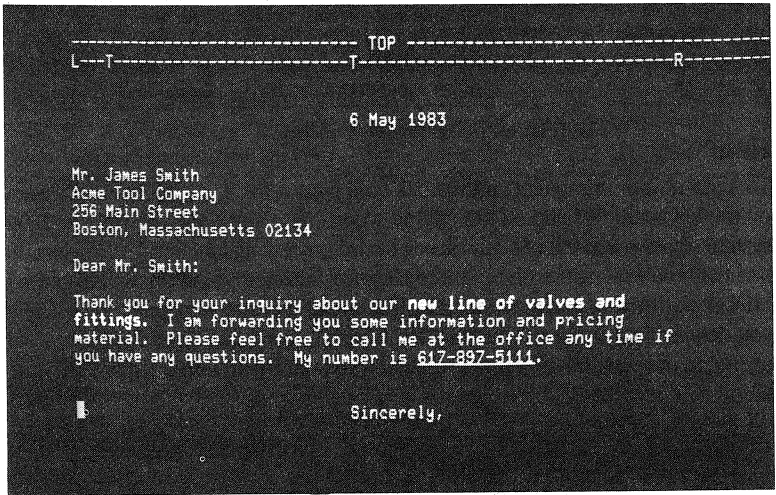 -------------------------------------- TOP --------------------------------------
L---T------------------------------T----------------------------------------R-----------
6 May 1983
Mr. James Smith
Acme Tool Company
256 Main Street
Boston, Massachusetts 02134
Dear Mr. Smith:
Thank you for your inquiry about our new line of valves and
fittings. I am forwarding you some information and pricing
material. Please feel free to call me at the office any time if
you have any questions. My number is 617-897-5111.
Sincerely,